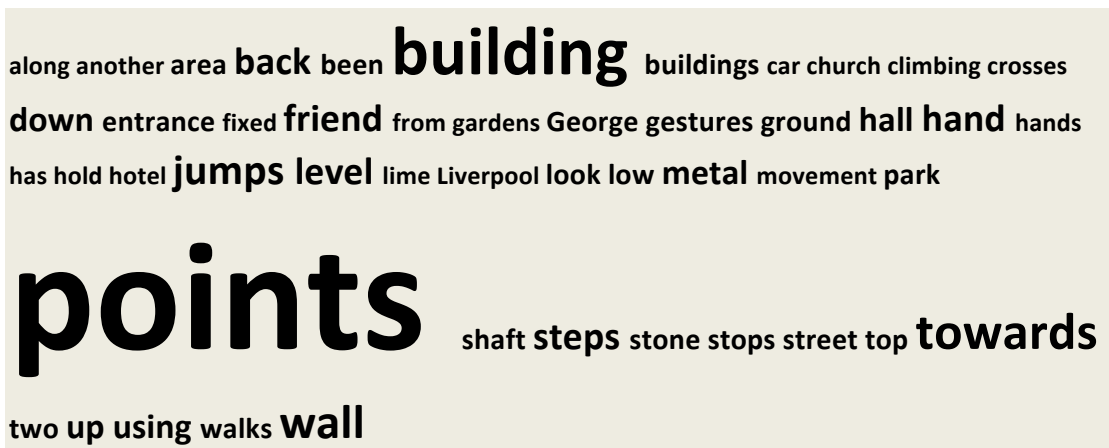 along another area back been building buildings car church climbing crosses
down entrance fixed friend from gardens George gestures ground hall hand hands
has hold hotel jumps level lime Liverpool look low metal movement park
points shaft steps stone stops street top towards
two up using walks wall